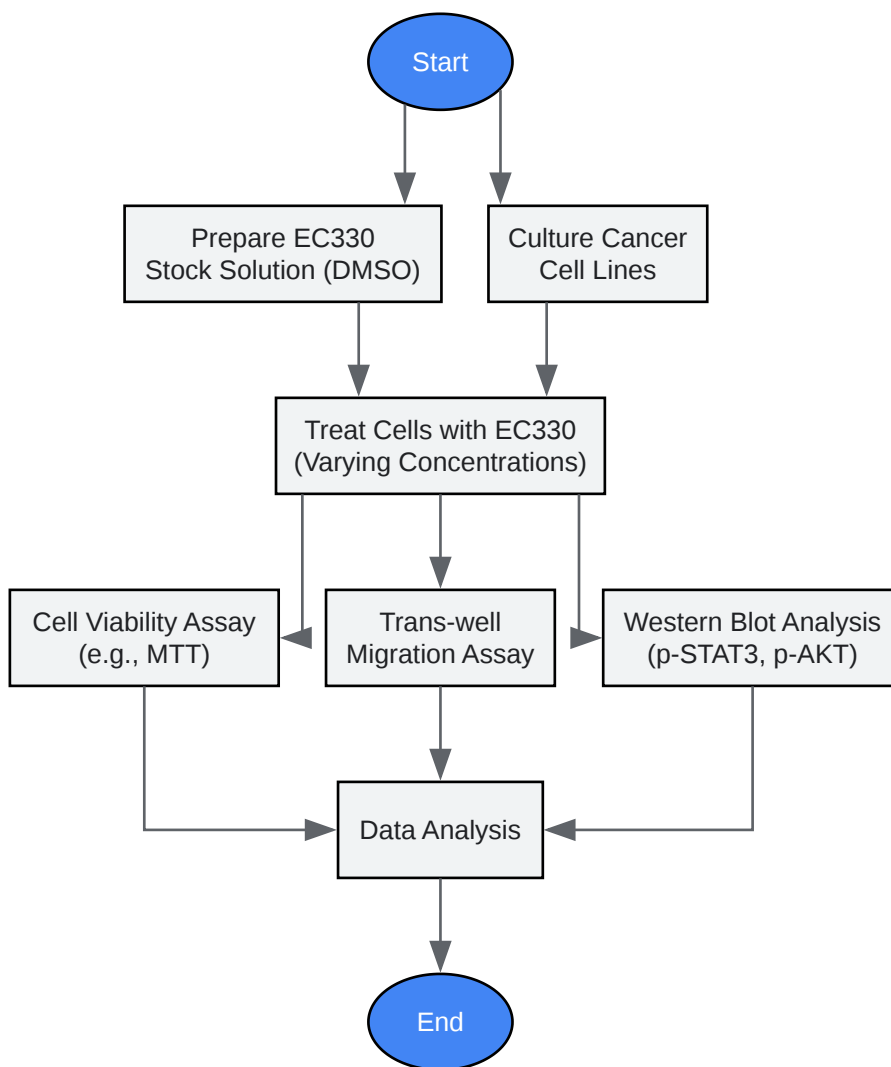 Start
Prepare EC330
Stock Solution (DMSO)
Culture Cancer
Cell Lines
Treat Cells with EC330
(Varying Concentrations)
Cell Viability Assay
(e.g., MTT)
Trans-well
Migration Assay
Western Blot Analysis
(p-STAT3, p-AKT)
Data Analysis
End